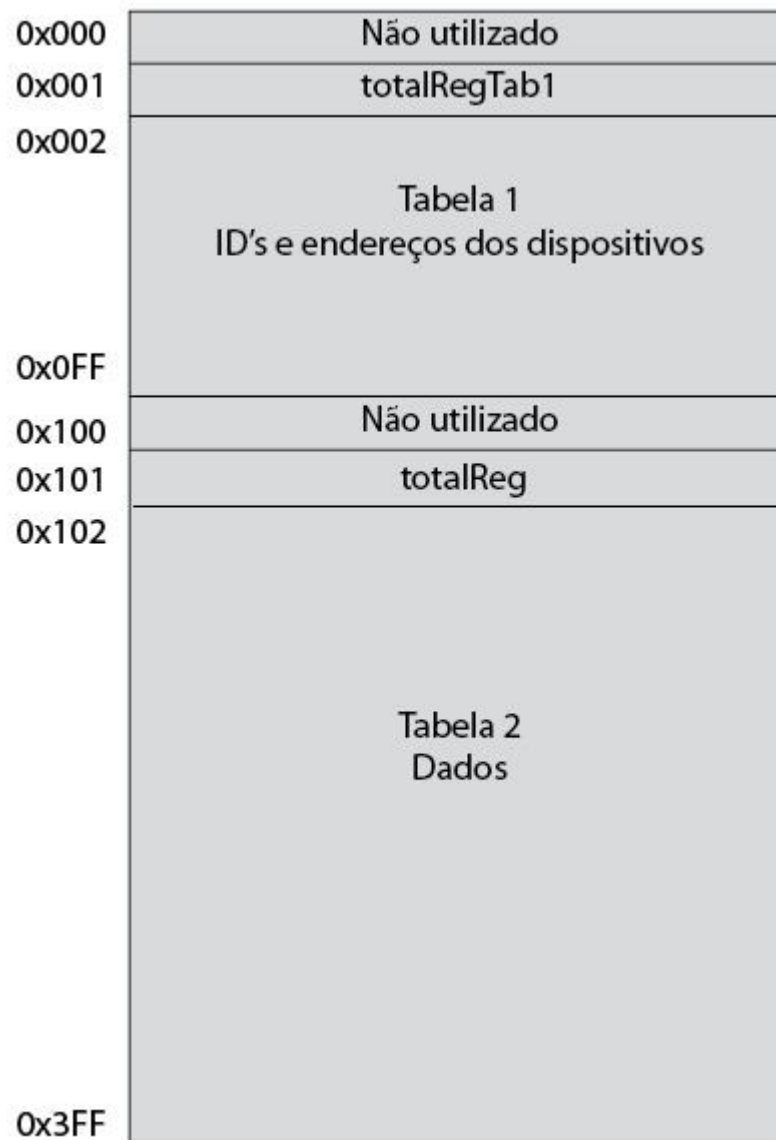 0x000 Não utilizado
0x001 totalRegTab1
0x002
Tabela 1
ID's e endereços dos dispositivos
0x0FF
0x100 Não utilizado
0x101 totalReg
0x102
Tabela 2
Dados
0x3FF